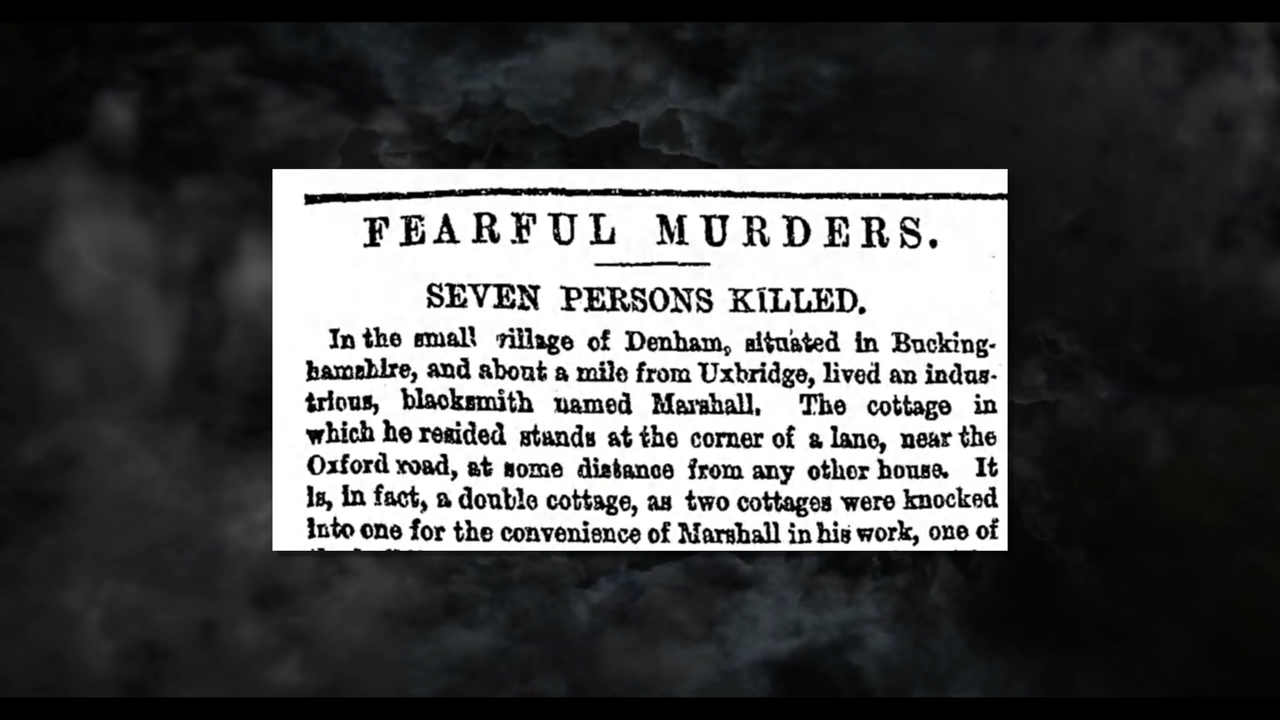 FEARFUL MURDERS.
SEVEN PERSONS KILLED.
In the small village of Denham, situated in Bucking-
hamshire, and about a mile from Uxbridge, lived an indus-
trious, blacksmith named Marshall. The cottage in
which he resided stands at the corner of a lane, near the
Oxford road, at some distance from any other house. It
is, in fact, a double cottage, as two cottages were knocked
into one for the convenience of Marshall in his work, one of